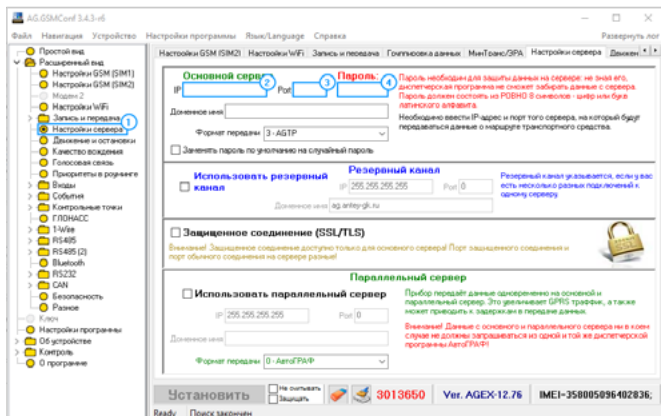 AG.GSMConf 3.4.3-r6
Файл Навигация Устройство Настройки программы Язык/Language Справка Развернуть лог
Простой вид
Расширенный вид
Настройки GSM (SIM1)
Настройки GSM (SIM2)
Модем 2
Настройки WiFi
Запись и передача
Настройки сервера
1
Движение и остановки
Качество вождения
Голосовая связь
Приоритеты в роуминге
Входы
События
Контрольные точки
ГЛОНАСС
1-Wire
RS485
RS485 (2)
Bluetooth
RS232
CAN
Безопасность
Разное
Ключ
Настройки программы
Об устройстве
Контроль
О программе
Настройки GSM (SIM2) Настройки WiFi Запись и передача Группировка данных МинТранс/ЭРА Настройки сервера Движен
Основной сервер
Пароль:
IP 2 Port 3 4
Доменное имя
Формат передачи 3 - AGTP
Заменять пароль по умолчанию на случайный пароль
Пароль необходим для защиты данных на сервере: не зная его,
диспетчерская программа не сможет забирать данные с сервера.
Пароль должен состоять из РОВНО 8 символов - цифр или букв
латинского алфавита.
Необходимо ввести IP-адрес и порт того сервера, на который будут
передаваться данные о маршруте транспортного средства.
Резервный канал
Использовать резервный
канал
IP 255.255.255.255 Port 0
Доменное имя ag.antey-gk.ru
Резервный канал указывается, если у вас
есть несколько разных подключений к
одному серверу.
Защищенное соединение (SSL/TLS)
Внимание! Защищенное соединение доступно только для основного сервера! Порт защищенного соединения и
порт обычного соединения на сервере разные!
Параллельный сервер
Использовать параллельный сервер
IP 255.255.255.255 Port 0
Доменное имя
Формат передачи 0 - АвтоГРАФ
Прибор передаёт данные одновременно на основной и
параллельный сервер. Это увеличивает GPRS траффик, а также
может приводить к задержкам в передаче данных.
Внимание! Данные с основного и параллельного сервера ни в коем
случае не должны запрашиваться из одной и той же диспетчерской
программы АвтоГРАФ!
Установить
Не считывать
Защищать
3013650 Ver. AGEX-12.76 IMEI=358005096402836;
Ready Поиск закончен